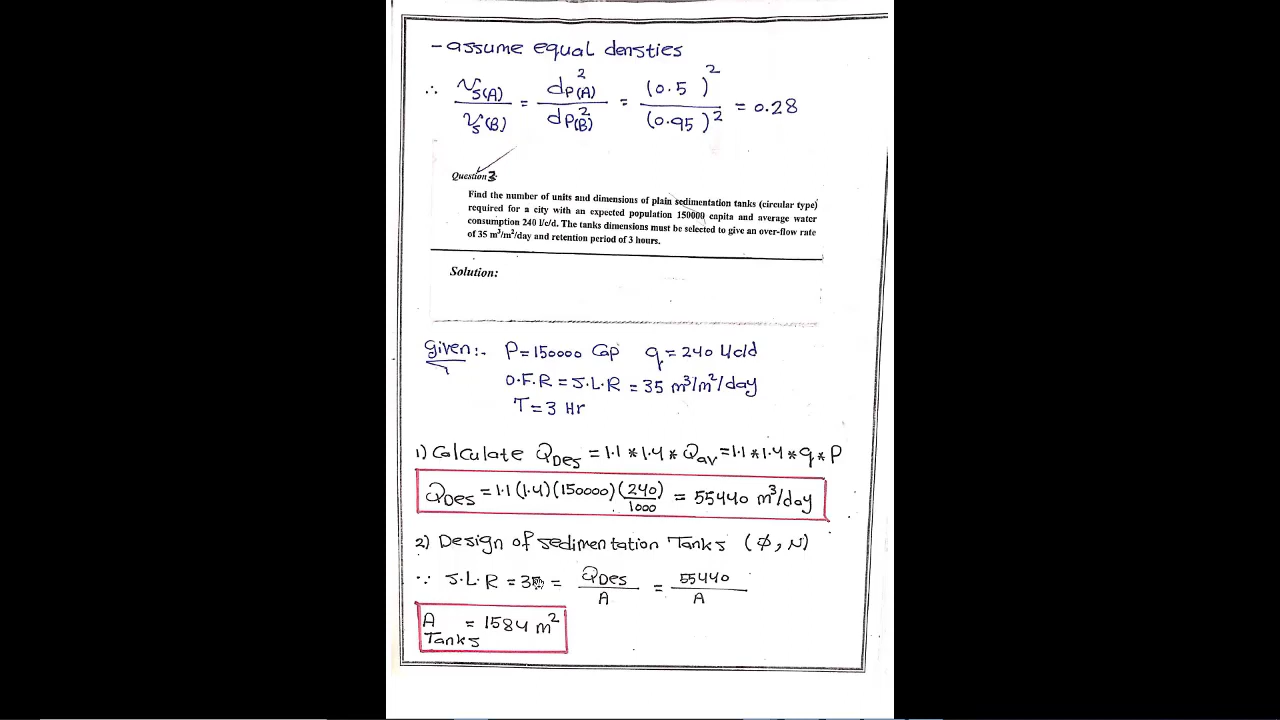 - assume equal densties
∴ Vs(A) / Vs(B) = dp(A)² / dp(B)² = (0.5)² / (0.95)² = 0.28
Question 3:
Find the number of units and dimensions of plain sedimentation tanks (circular type)
required for a city with an expected population 150000 capita and average water
consumption 240 l/c/d. The tanks dimensions must be selected to give an over-flow rate
of 35 m³/m²/day and retention period of 3 hours.
Solution:
given:- P = 150000 Cap q = 240 l/c/d
O.F.R = S.L.R = 35 m³/m²/day
T = 3 Hr
1) Calculate QDes = 1.1 * 1.4 * Qav = 1.1 * 1.4 * q * P
QDes = 1.1 (1.4) (150000) (240/1000) = 55440 m³/day
2) Design of sedimentation Tanks (Φ, N)
∵ S.L.R = 3 = QDes / A = 55440 / A
A Tanks = 1584 m²